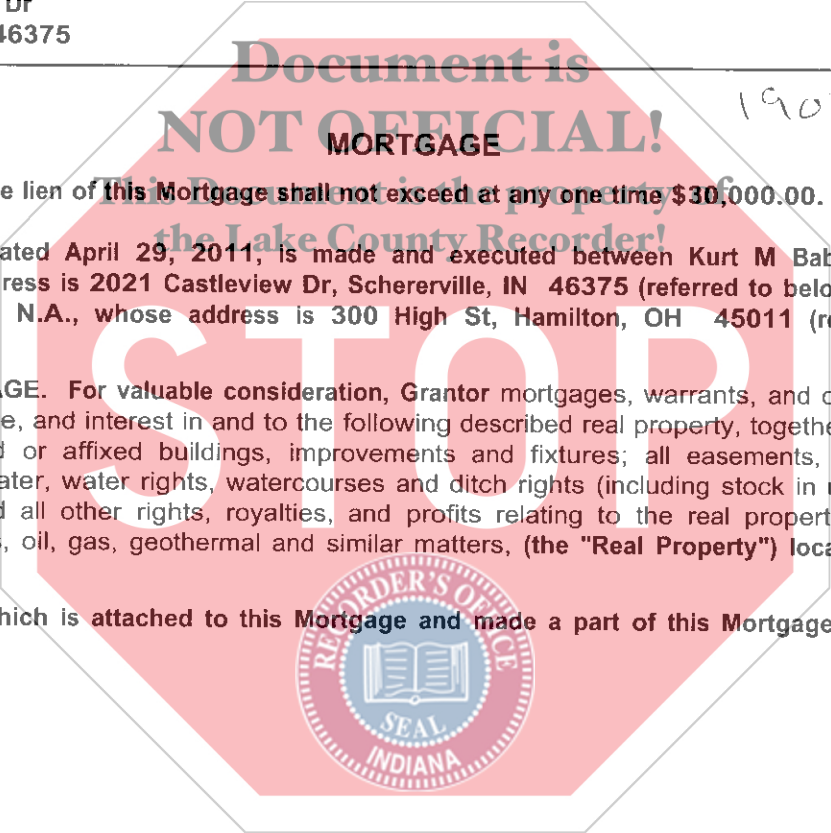 Dr
46375
Document is
NOT OFFICIAL!
190
MORTGAGE
This Document is the property of
e lien of this Mortgage shall not exceed at any one time $30,000.00.
the Lake County Recorder!
ated April 29, 2011, is made and executed between Kurt M Bab
ress is 2021 Castleview Dr, Schererville, IN 46375 (referred to belo
N.A., whose address is 300 High St, Hamilton, OH 45011 (re
STOP
AGE. For valuable consideration, Grantor mortgages, warrants, and c
e, and interest in and to the following described real property, togethe
d or affixed buildings, improvements and fixtures; all easements,
ater, water rights, watercourses and ditch rights (including stock in u
d all other rights, royalties, and profits relating to the real propert
s, oil, gas, geothermal and similar matters, (the "Real Property") loca
hich is attached to this Mortgage and made a part of this Mortgage
RECORDER'S OFFICE
SEAL
INDIANA